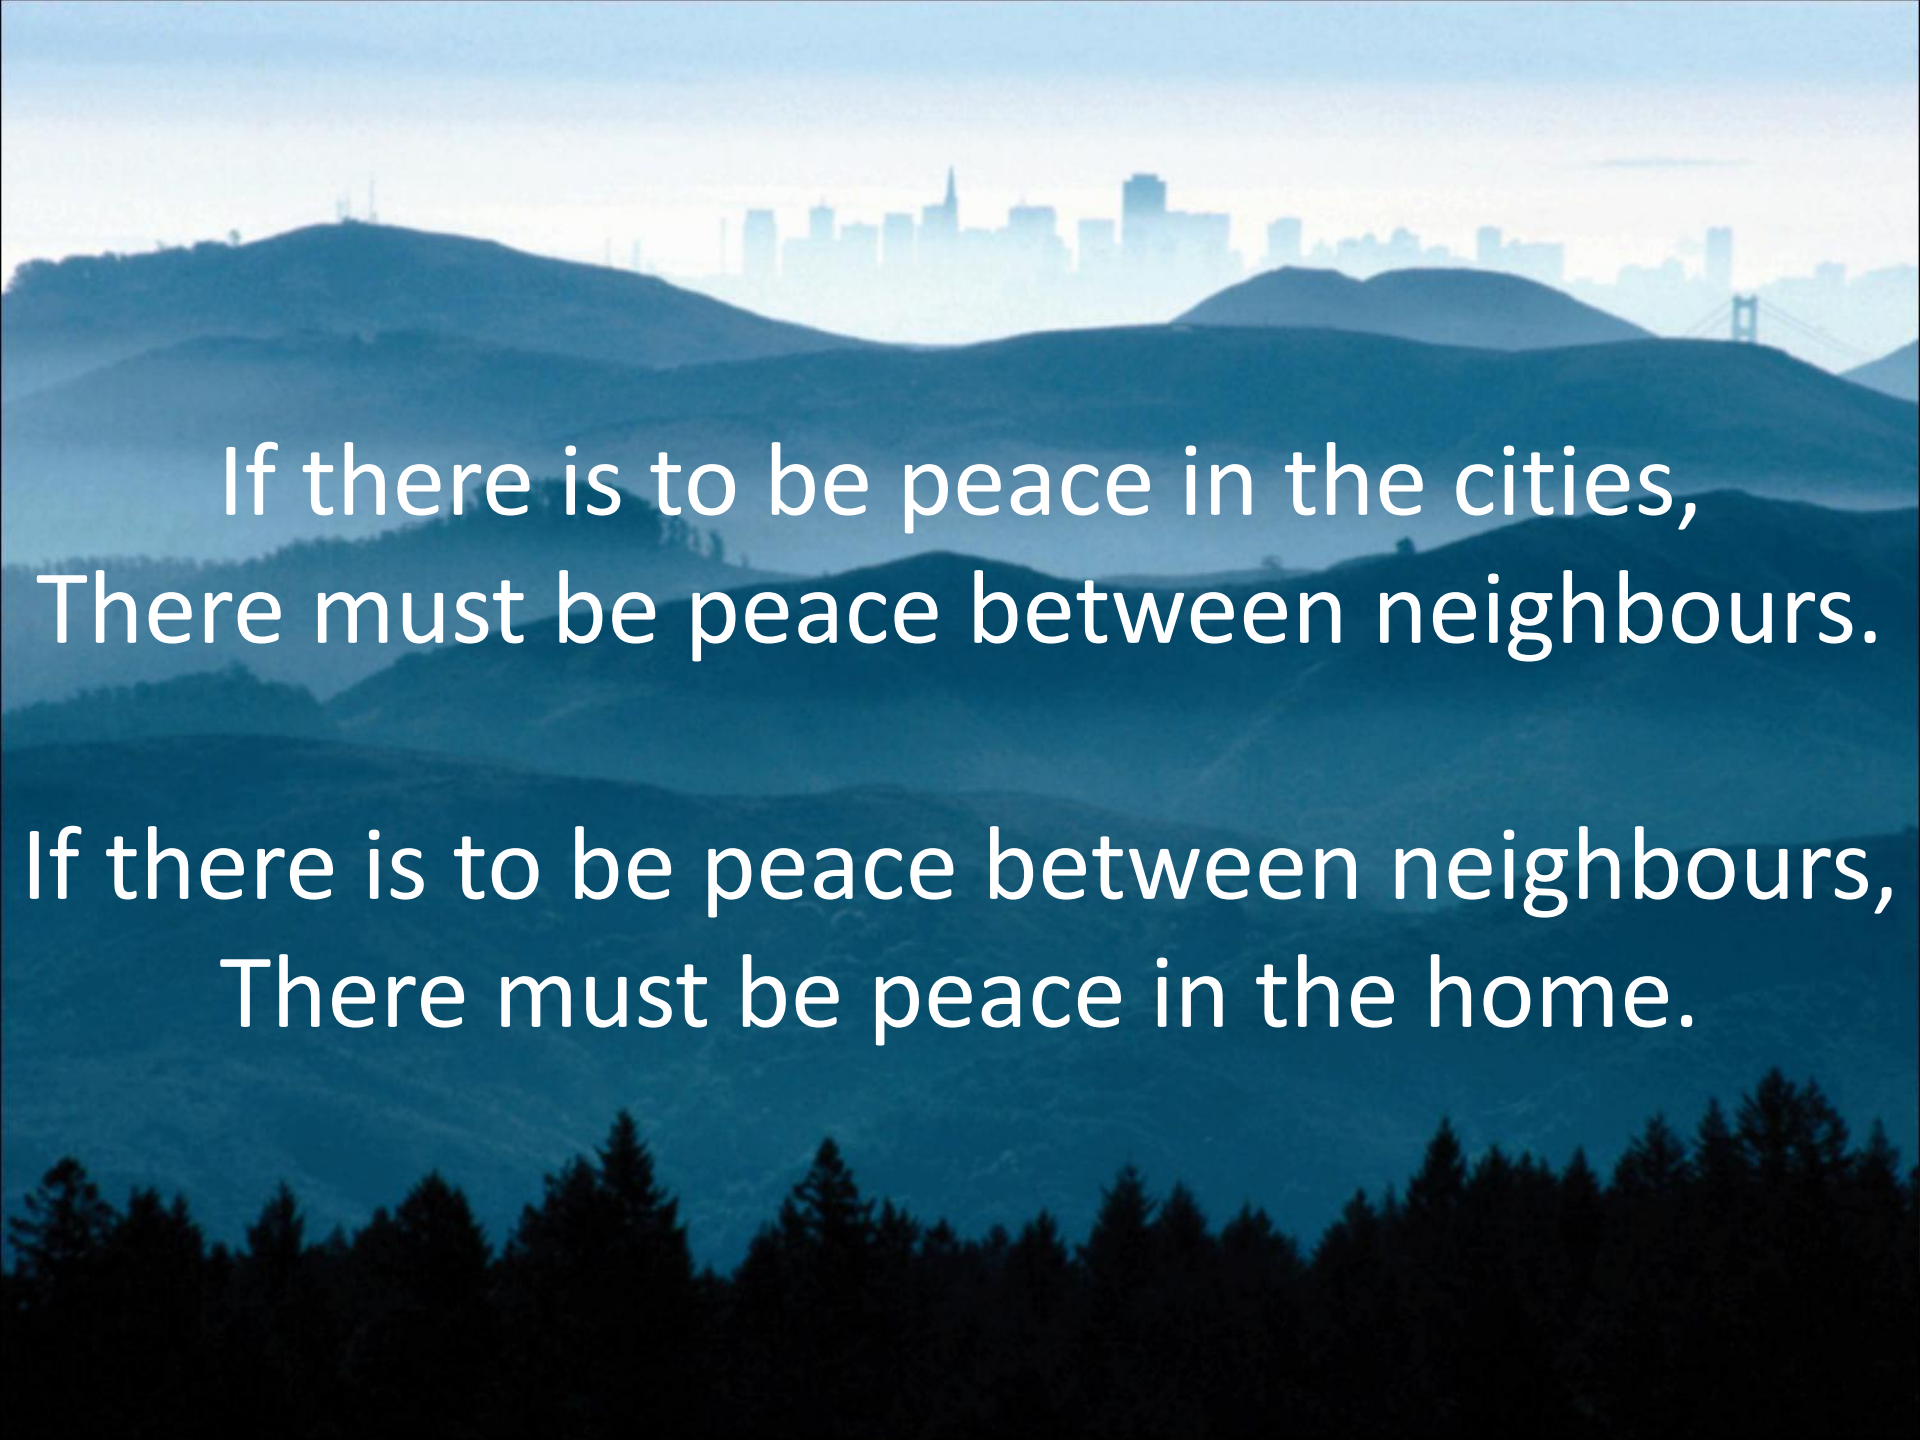 If there is to be peace in the cities,
There must be peace between neighbours.
If there is to be peace between neighbours,
There must be peace in the home.